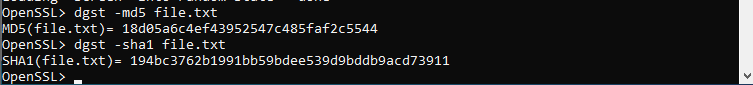 OpenSSL> dgst -md5 file.txt
MD5(file.txt)= 18d05a6c4ef43952547c485faf2c5544
OpenSSL> dgst -sha1 file.txt
SHA1(file.txt)= 194bc3762b1991bb59bdee539d9bddb9acd73911
OpenSSL>